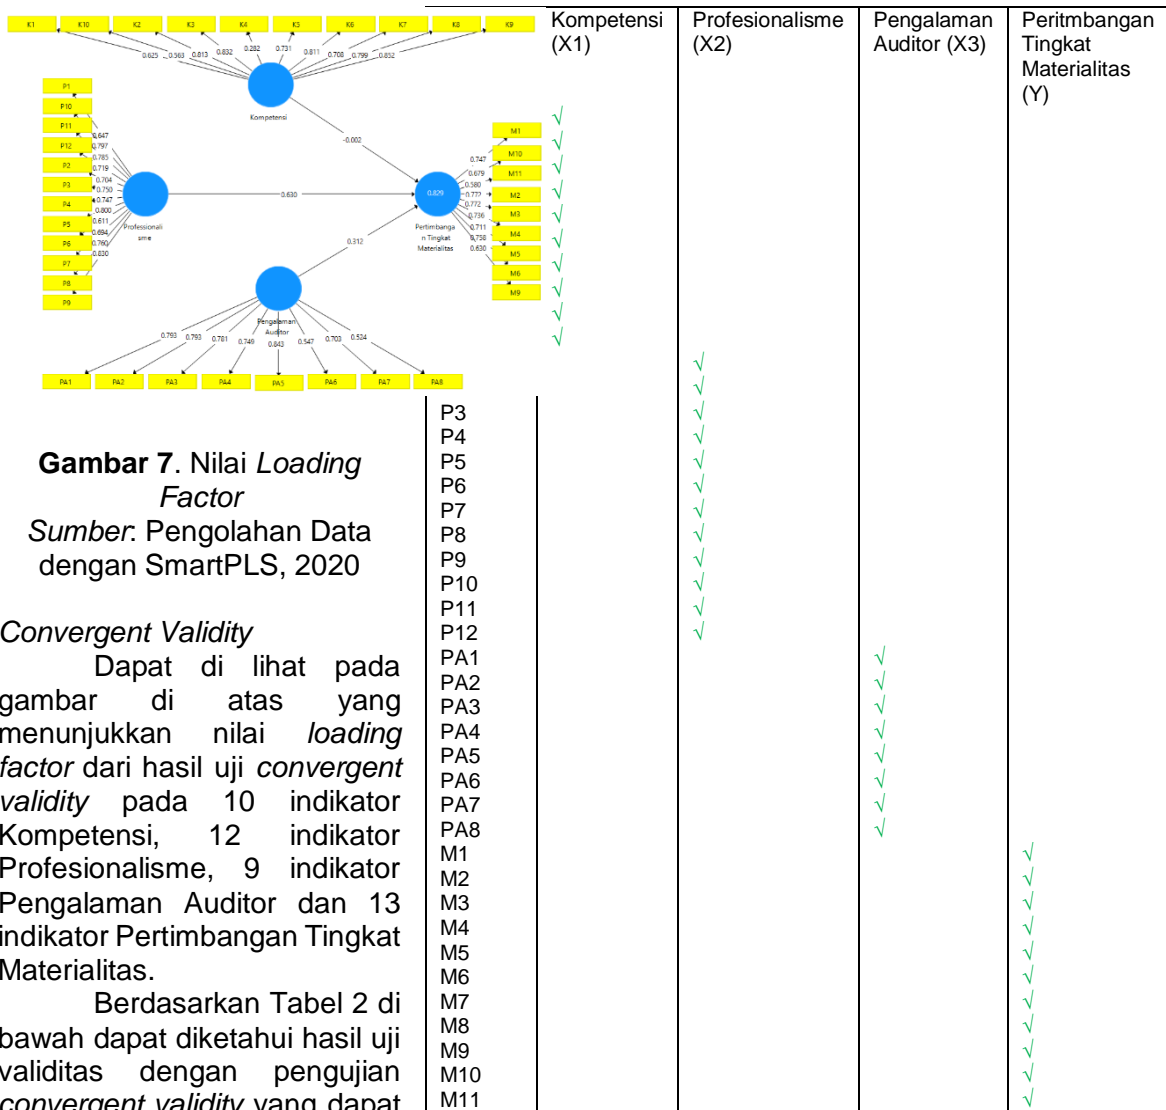 K1 K10 K2 K3 K4 K5 K6 K7 K8 K9
0.625 0.563 0.813 0.832 0.282 0.731 0.811 0.708 0.799 0.852
Kompetensi
-0.002
P1
P10
P11
P12
P2
P3
P4
P5
P6
P7
P8
P9
0.647
0.797
0.785
0.719
0.704
0.750
0.747
0.800
0.611
0.694
0.760
0.830
Professionali
sme
0.630
0.829
Pertimbanga
n Tingkat
Materialitas
0.747
0.679
0.580
0.772
0.772
0.736
0.711
0.758
0.630
M1
M10
M11
M2
M3
M4
M5
M6
M9
0.312
Pengalaman
Auditor
0.793 0.793 0.781 0.749 0.843 0.547 0.703 0.524
PA1 PA2 PA3 PA4 PA5 PA6 PA7 PA8
Gambar 7. Nilai Loading
Factor
Sumber: Pengolahan Data
dengan SmartPLS, 2020
Convergent Validity
Dapat di lihat pada
gambar di atas yang
menunjukkan nilai loading
factor dari hasil uji convergent
validity pada 10 indikator
Kompetensi, 12 indikator
Profesionalisme, 9 indikator
Pengalaman Auditor dan 13
indikator Pertimbangan Tingkat
Materialitas.
Berdasarkan Tabel 2 di
bawah dapat diketahui hasil uji
validitas dengan pengujian
convergent validity yang dapat
Kompetensi
(X1)
Profesionalisme
(X2)
Pengalaman
Auditor (X3)
Peritmbangan
Tingkat
Materialitas
(Y)
√
√
√
√
√
√
√
√
√
√
√
√
P3 √
P4 √
P5 √
P6 √
P7 √
P8 √
P9 √
P10 √
P11 √
P12 √
PA1 √
PA2 √
PA3 √
PA4 √
PA5 √
PA6 √
PA7 √
PA8 √
M1 √
M2 √
M3 √
M4 √
M5 √
M6 √
M7 √
M8 √
M9 √
M10 √
M11 √